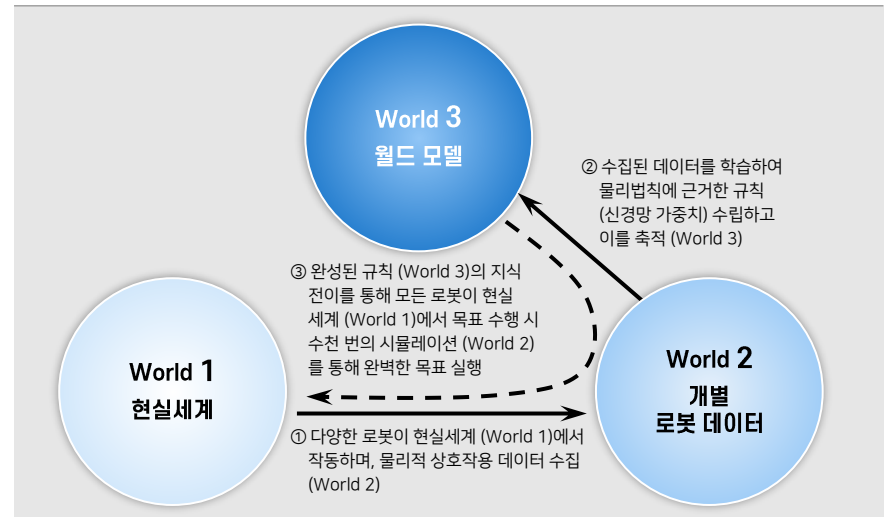 World 3
월드 모델
② 수집된 데이터를 학습하여
물리법칙에 근거한 규칙
(신경망 가중치) 수립하고
이를 축적 (World 3)
③ 완성된 규칙 (World 3)의 지식
전이를 통해 모든 로봇이 현실
세계 (World 1)에서 목표 수행 시
수천 번의 시뮬레이션 (World 2)
를 통해 완벽한 목표 실행
World 1
현실세계
World 2
개별
로봇 데이터
① 다양한 로봇이 현실세계 (World 1)에서
작동하며, 물리적 상호작용 데이터 수집
(World 2)